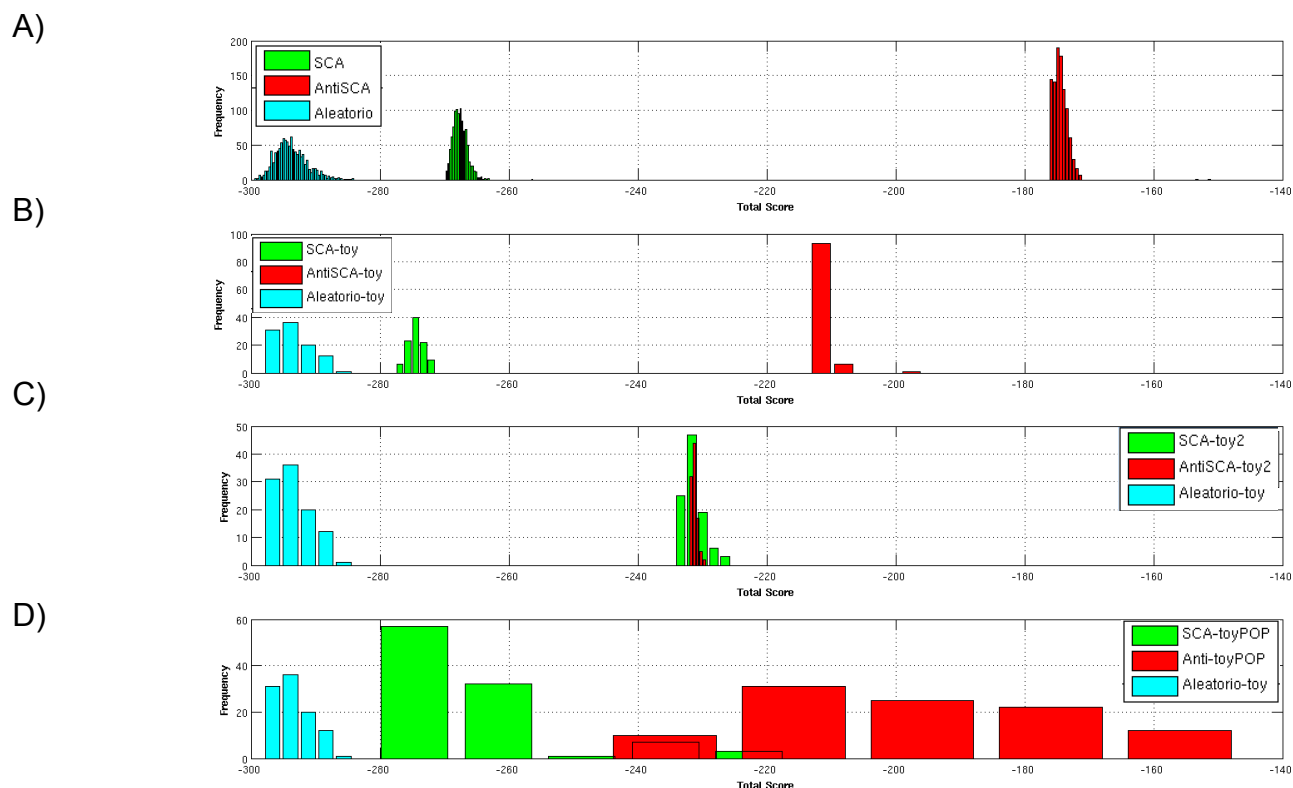 A)
SCA
AntiSCA
Aleatorio
Frequency
200
150
100
50
0
-300 -280 -260 -240 -220 -200 -180 -160 -140
Total Score
B)
SCA-toy
AntiSCA-toy
Aleatorio-toy
Frequency
100
80
60
40
20
0
-300 -280 -260 -240 -220 -200 -180 -160 -140
Total Score
C)
SCA-toy2
AntiSCA-toy2
Aleatorio-toy
Frequency
50
40
30
20
10
0
-300 -280 -260 -240 -220 -200 -180 -160 -140
Total Score
D)
SCA-toyPOP
Anti-toyPOP
Aleatorio-toy
Frequency
60
40
20
0
-300 -280 -260 -240 -220 -200 -180 -160 -140
Total Score